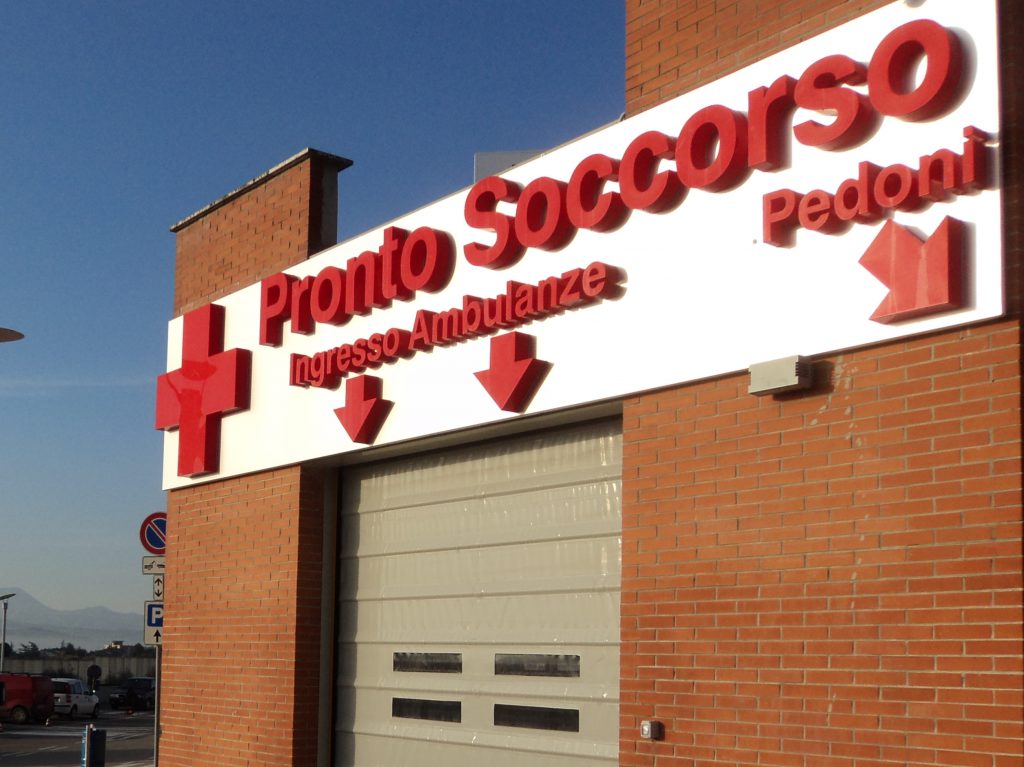 Pronto Soccorso
Ingresso Ambulanze
Pedoni
P